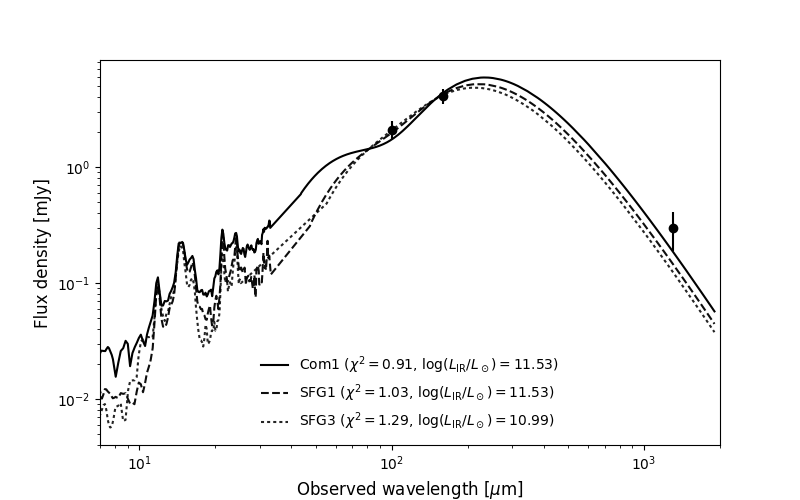 10⁰
10⁻¹
10⁻²
Flux density [mJy]
Com1 (χ² = 0.91, log(L_IR/L_⊙) = 11.53)
SFG1 (χ² = 1.03, log(L_IR/L_⊙) = 11.53)
SFG3 (χ² = 1.29, log(L_IR/L_⊙) = 10.99)
10¹ 10² 10³
Observed wavelength [μm]